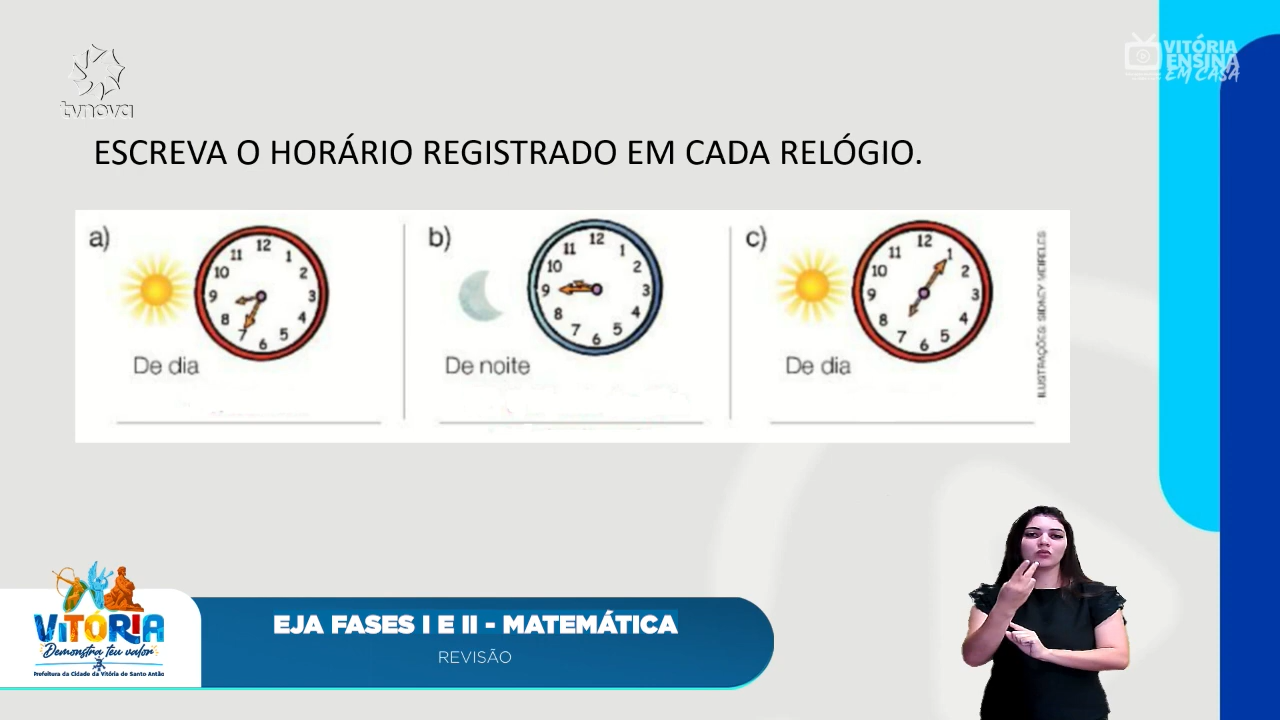 tvnova
VITÓRIA
ENSINA
EM CASA
ESCREVA O HORÁRIO REGISTRADO EM CADA RELÓGIO.
a)
12
1
2
3
4
5
6
7
8
9
10
11
De dia
b)
12
1
2
3
4
5
6
7
8
9
10
11
De noite
c)
12
1
2
3
4
5
6
7
8
9
10
11
De dia
ILUSTRAÇÕES: SIDNEY MEIRELES
EJA FASES I E II - MATEMÁTICA
REVISÃO
VITÓRIA
Demonstra teu valor
Prefeitura da Cidade da Vitória de Santo Antão